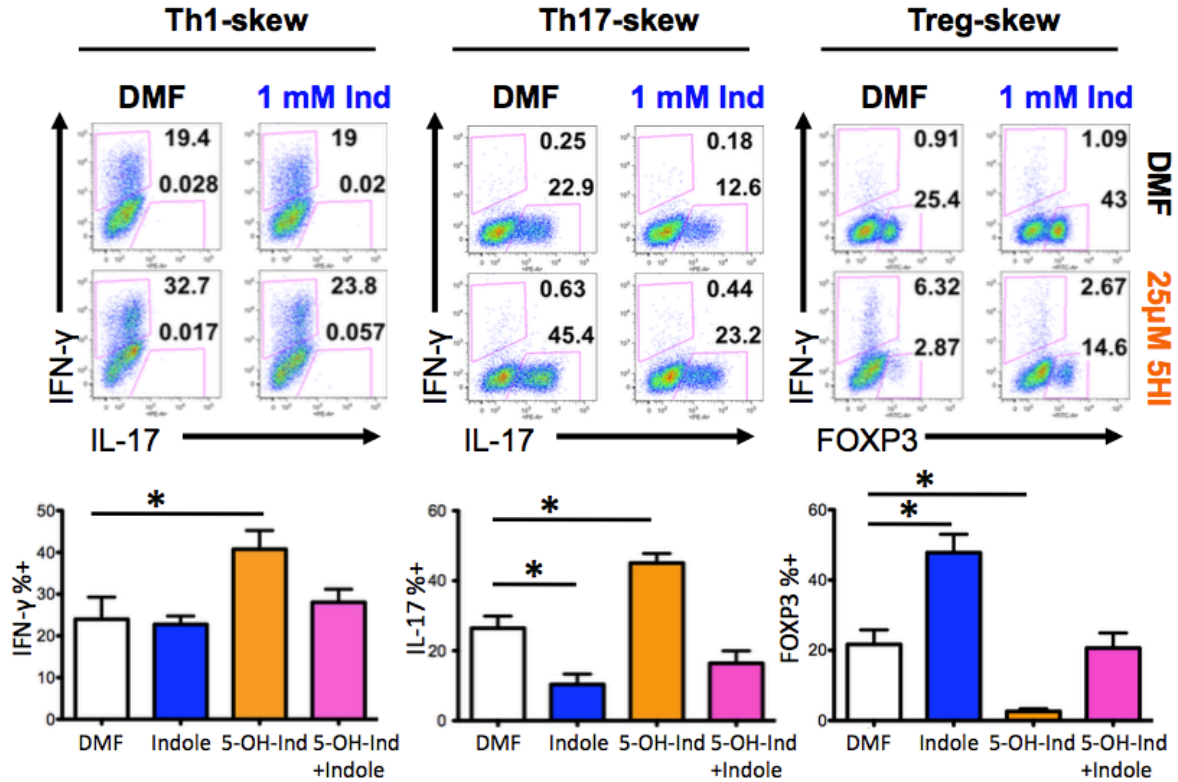 Th1-skew Th17-skew Treg-skew
DMF 1 mM Ind DMF 1 mM Ind DMF 1 mM Ind
19.4 19 0.25 0.18 0.91 1.09
0.028 0.02 22.9 12.6 25.4 43
IFN-γ IFN-γ IFN-γ
DMF
32.7 23.8 0.63 0.44 6.32 2.67
0.017 0.057 45.4 23.2 2.87 14.6
25µM 5HI
IL-17 IL-17 FOXP3
* * *
* *
IFN-γ %+
50
40
30
20
10
0
DMF Indole 5-OH-Ind 5-OH-Ind
+Indole
IL-17 %+
60
40
20
0
DMF Indole 5-OH-Ind 5-OH-Ind
+Indole
FOXP3 %+
60
40
20
0
DMF Indole 5-OH-Ind 5-OH-Ind
+Indole